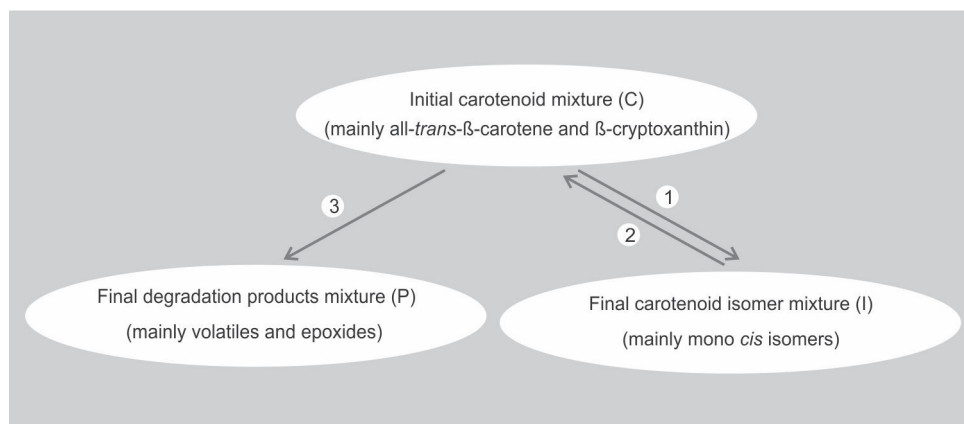 Initial carotenoid mixture (C)
(mainly all-trans-ß-carotene and ß-cryptoxanthin)
3
1
2
Final degradation products mixture (P)
(mainly volatiles and epoxides)
Final carotenoid isomer mixture (I)
(mainly mono cis isomers)